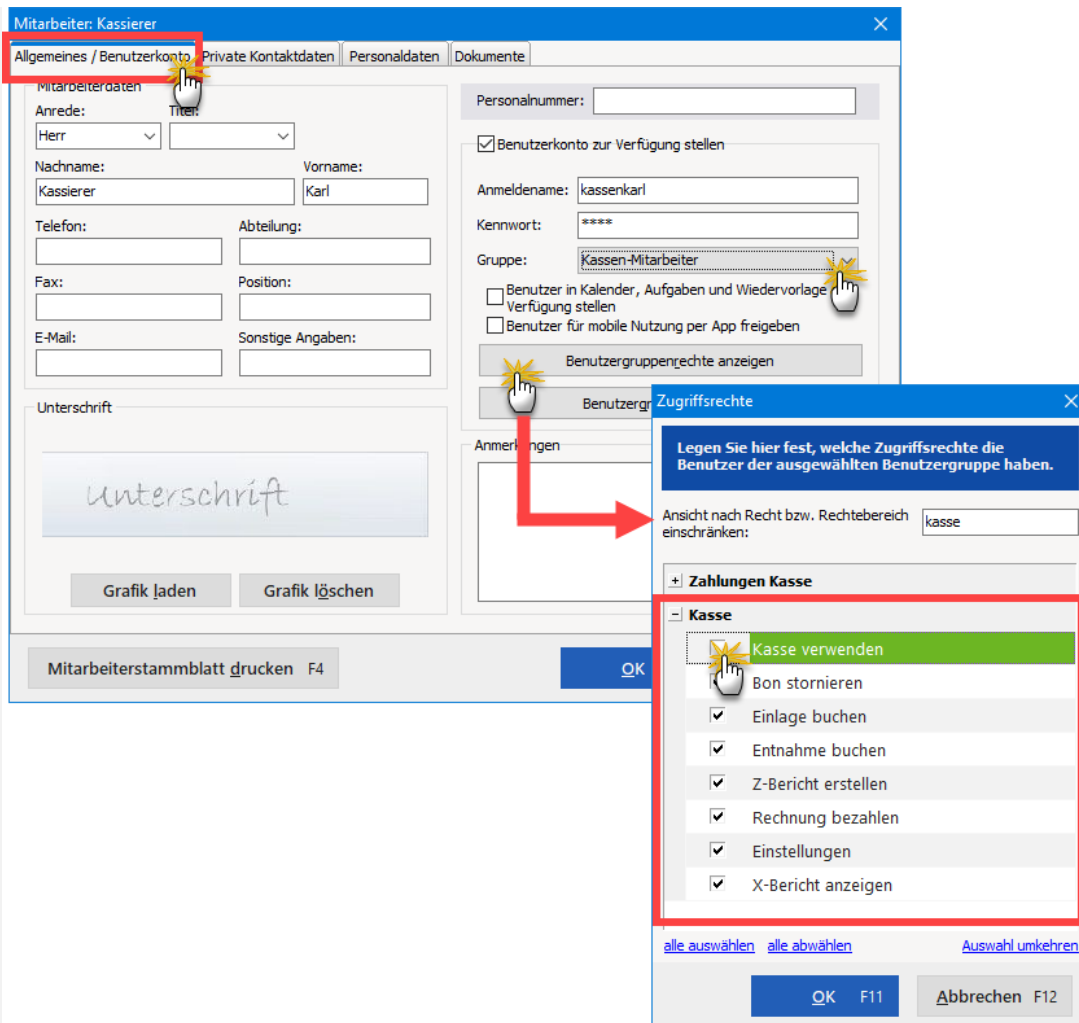 Mitarbeiter: Kassierer
Allgemeines / Benutzerkonto
Private Kontaktdaten
Personaldaten
Dokumente
Mitarbeiterdaten
Anrede:
Titel:
Herr
Nachname:
Vorname:
Kassierer
Karl
Telefon:
Abteilung:
Fax:
Position:
E-Mail:
Sonstige Angaben:
Unterschrift
Unterschrift
Grafik laden
Grafik löschen
Personalnummer:
Benutzerkonto zur Verfügung stellen
Anmeldename:
kassenkarl
Kennwort:
****
Gruppe:
Kassen-Mitarbeiter
Benutzer in Kalender, Aufgaben und Wiedervorlage
Verfügung stellen
Benutzer für mobile Nutzung per App freigeben
Benutzergruppenrechte anzeigen
Anmerkungen
Mitarbeiterstammblatt drucken F4
OK
Zugriffsrechte
Legen Sie hier fest, welche Zugriffsrechte die
Benutzer der ausgewählten Benutzergruppe haben.
Ansicht nach Recht bzw. Rechtebereich
einschränken:
kasse
Zahlungen Kasse
Kasse
Kasse verwenden
Bon stornieren
Einlage buchen
Entnahme buchen
Z-Bericht erstellen
Rechnung bezahlen
Einstellungen
X-Bericht anzeigen
alle auswählen
alle abwählen
Auswahl umkehren
OK F11
Abbrechen F12